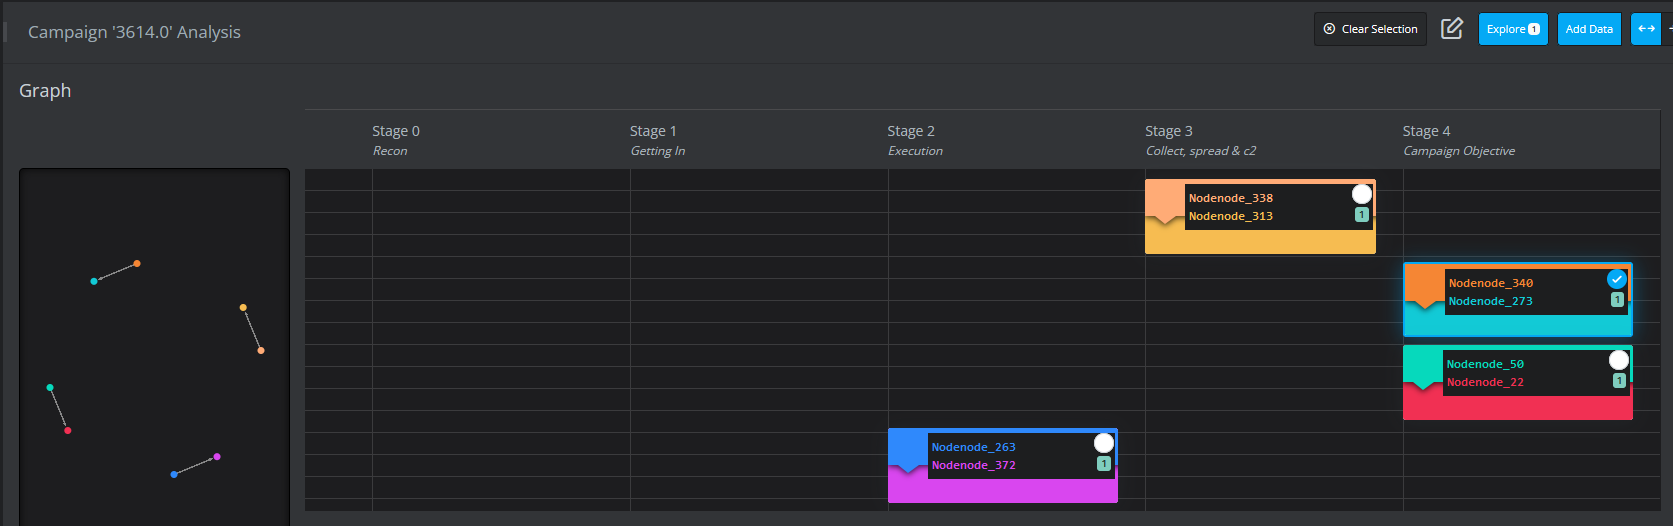 Campaign '3614.0' Analysis
Clear Selection
Explore 1
Add Data
Graph
Stage 0
Recon
Stage 1
Getting In
Stage 2
Execution
Stage 3
Collect, spread & c2
Stage 4
Campaign Objective
Nodenode_338
Nodenode_313
1
Nodenode_340
Nodenode_273
1
Nodenode_50
Nodenode_22
1
Nodenode_263
Nodenode_372
1